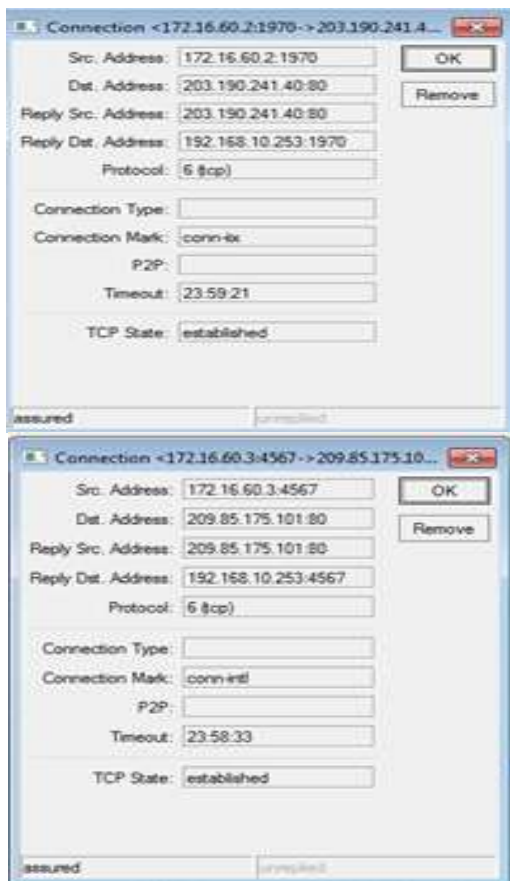 Connection <172.16.60.2:1970->203.190.241.4...
Src. Address: 172.16.60.2:1970
OK
Dst. Address: 203.190.241.40:80
Remove
Reply Src. Address: 203.190.241.40:80
Reply Dst. Address: 192.168.10.253:1970
Protocol: 6 (tcp)
Connection Type:
Connection Mark: conn-iix
P2P:
Timeout: 23:59:21
TCP State: established
assured
unreplied
Connection <172.16.60.3:4567->209.85.175.10...
Src. Address: 172.16.60.3:4567
OK
Dst. Address: 209.85.175.101:80
Remove
Reply Src. Address: 209.85.175.101:80
Reply Dst. Address: 192.168.10.253:4567
Protocol: 6 (tcp)
Connection Type:
Connection Mark: conn-intl
P2P:
Timeout: 23:58:33
TCP State: established
assured
unreplied